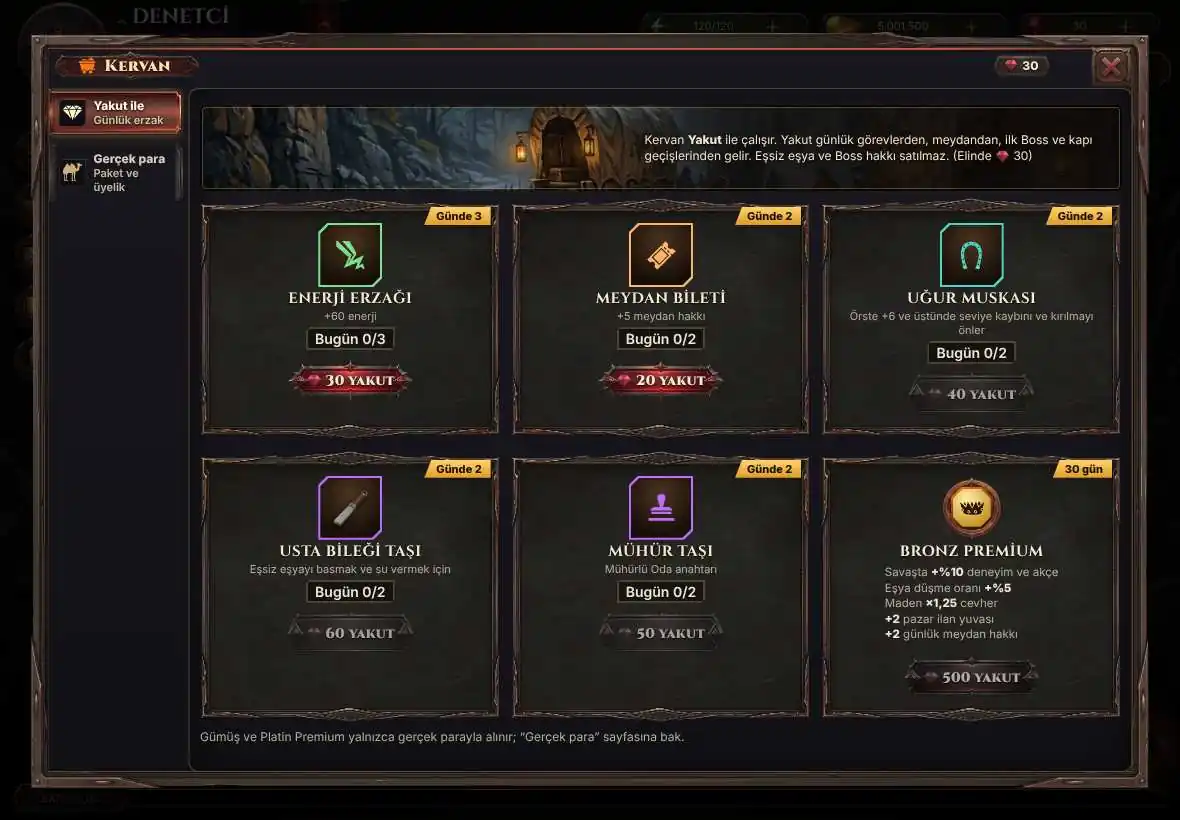 DENETCİ
120/120
5.001.500
30
KERVAN
30
Yakut ile
Günlük erzak
Gerçek para
Paket ve
üyelik
Kervan Yakut ile çalışır. Yakut günlük görevlerden, meydandan, ilk Boss ve kapı
geçişlerinden gelir. Eşsiz eşya ve Boss hakkı satılmaz. (Elinde 30)
Günde 3
ENERJİ ERZAĞI
+60 enerji
Bugün 0/3
30 YAKUT
Günde 2
MEYDAN BİLETİ
+5 meydan hakkı
Bugün 0/2
20 YAKUT
Günde 2
UĞUR MUSKASI
Örste +6 ve üstünde seviye kaybını ve kırılmayı
önler
Bugün 0/2
40 YAKUT
Günde 2
USTA BİLEĞİ TAŞI
Eşsiz eşyayı basmak ve su vermek için
Bugün 0/2
60 YAKUT
Günde 2
MÜHÜR TAŞI
Mühürlü Oda anahtarı
Bugün 0/2
50 YAKUT
30 gün
BRONZ PREMİUM
Savaşta +%10 deneyim ve akçe
Eşya düşme oranı +%5
Maden ×1,25 cevher
+2 pazar ilan yuvası
+2 günlük meydan hakkı
500 YAKUT
Gümüş ve Platin Premium yalnızca gerçek parayla alınır; “Gerçek para” sayfasına bak.